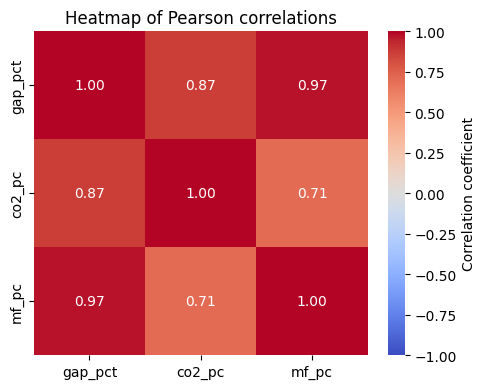 Heatmap of Pearson correlations
gap_pct
1.00
0.87
0.97
co2_pc
0.87
1.00
0.71
mf_pc
0.97
0.71
1.00
gap_pct
co2_pc
mf_pc
1.00
0.75
0.50
0.25
0.00
−0.25
−0.50
−0.75
−1.00
Correlation coefficient